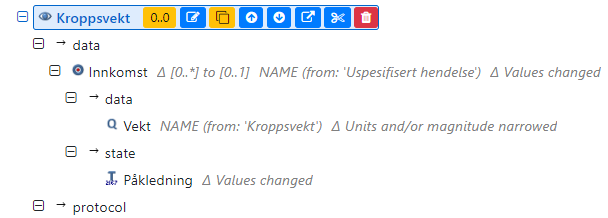 Kroppsvekt 0..0
data
Innkomst Δ [0..*] to [0..1] NAME (from: 'Uspesifisert hendelse') Δ Values changed
data
Q Vekt NAME (from: 'Kroppsvekt') Δ Units and/or magnitude narrowed
state
Påkledning Δ Values changed
protocol